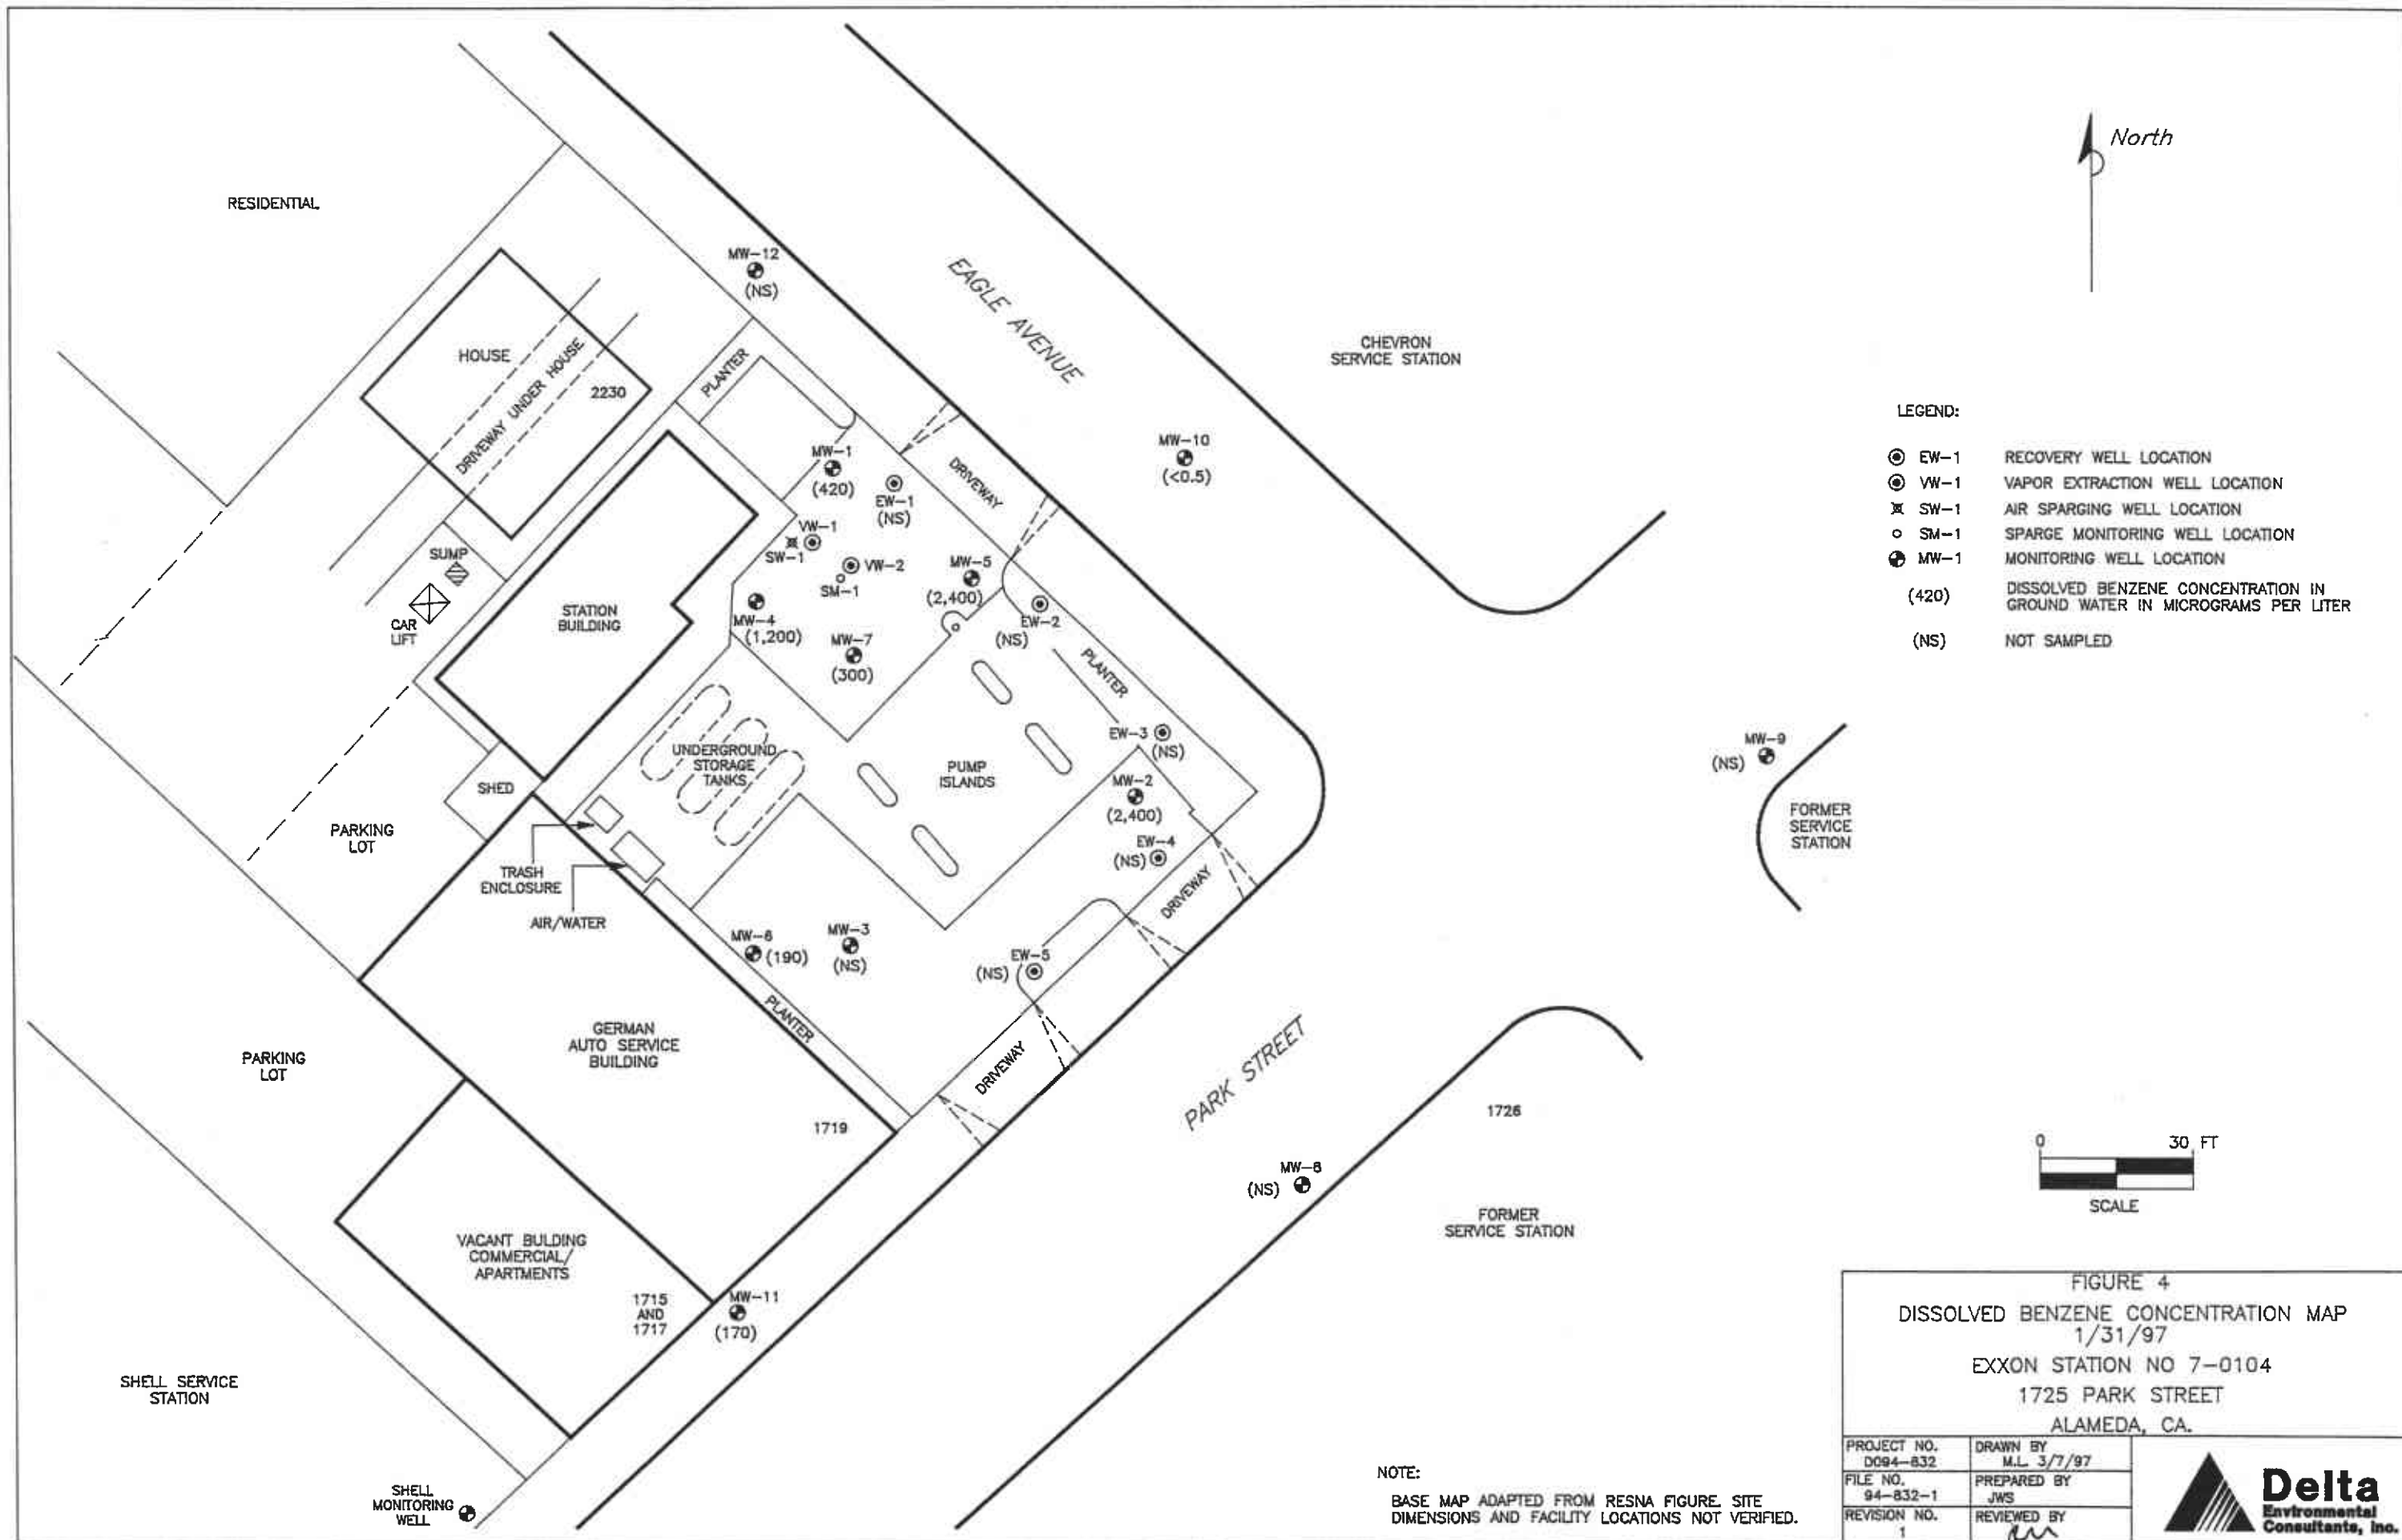 RESIDENTIAL
MW-12
(NS)
EAGLE AVENUE
North
CHEVRON
SERVICE STATION
HOUSE
DRIVEWAY UNDER HOUSE
2230
PLANTER
MW-1
(420)
EW-1
(NS)
DRIVEWAY
MW-10
(<0.5)
LEGEND:
EW-1 RECOVERY WELL LOCATION
VW-1 VAPOR EXTRACTION WELL LOCATION
SW-1 AIR SPARGING WELL LOCATION
SM-1 SPARGE MONITORING WELL LOCATION
MW-1 MONITORING WELL LOCATION
(420) DISSOLVED BENZENE CONCENTRATION IN
GROUND WATER IN MICROGRAMS PER LITER
(NS) NOT SAMPLED
SUMP
CAR
LIFT
STATION
BUILDING
VW-1
SW-1
VW-2
SM-1
MW-5
(2,400)
EW-2
(NS)
MW-4
(1,200)
MW-7
(300)
PLANTER
UNDERGROUND
STORAGE
TANKS
PUMP
ISLANDS
EW-3
(NS)
MW-2
(2,400)
EW-4
(NS)
MW-9
(NS)
FORMER
SERVICE
STATION
SHED
PARKING
LOT
TRASH
ENCLOSURE
AIR/WATER
DRIVEWAY
MW-6
(190)
MW-3
(NS)
EW-5
(NS)
PLANTER
GERMAN
AUTO SERVICE
BUILDING
PARKING
LOT
DRIVEWAY
PARK STREET
1719
1726
MW-8
(NS)
FORMER
SERVICE STATION
0 30 FT
SCALE
VACANT BULDING
COMMERCIAL/
APARTMENTS
1715
AND
1717
MW-11
(170)
SHELL SERVICE
STATION
SHELL
MONITORING
WELL
NOTE:
BASE MAP ADAPTED FROM RESNA FIGURE. SITE
DIMENSIONS AND FACILITY LOCATIONS NOT VERIFIED.
FIGURE 4
DISSOLVED BENZENE CONCENTRATION MAP
1/31/97
EXXON STATION NO 7-0104
1725 PARK STREET
ALAMEDA, CA.
PROJECT NO.
D094-832
DRAWN BY
M.L. 3/7/97
FILE NO.
94-832-1
PREPARED BY
JWS
REVISION NO.
1
REVIEWED BY
Delta
Environmental
Consultants, Inc.